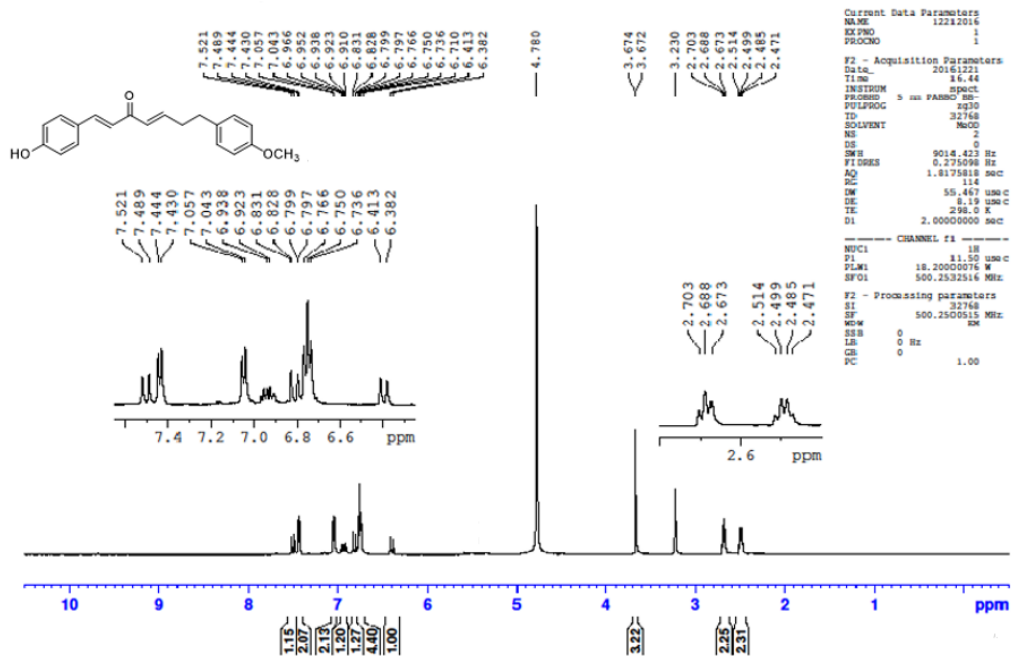 7.521
7.489
7.444
7.430
7.057
7.043
6.966
6.952
6.938
6.923
6.910
6.831
6.828
6.799
6.797
6.766
6.750
6.736
6.710
6.413
6.382
4.780
3.674
3.672
3.230
2.703
2.688
2.673
2.514
2.499
2.485
2.471
Current Data Parameters
NAME 12212016
EXPNO 1
PROCNO 1
F2 - Acquisition Parameters
Date_ 20161221
Time 16.44
INSTRUM spect
PROBHD 5 mm PABBO BB-
PULPROG zg30
TD 32768
SOLVENT MeOD
NS 2
DS 0
SWH 9014.423 Hz
FIDRES 0.275098 Hz
AQ 1.8175818 sec
RG 114
DW 55.467 usec
DE 8.19 usec
TE 298.0 K
D1 2.00000000 sec
CHANNEL f1
NUC1 1H
P1 11.50 usec
PLW1 18.20000076 W
SFO1 500.2532516 MHz
F2 - Processing parameters
SI 32768
SF 500.2500515 MHz
WDW EM
SSB 0
LB 0 Hz
GB 0
PC 1.00
O
HO
OCH3
7.521
7.489
7.444
7.430
7.057
7.043
6.938
6.923
6.831
6.828
6.799
6.797
6.766
6.750
6.736
6.413
6.382
7.4 7.2 7.0 6.8 6.6 ppm
2.703
2.688
2.673
2.514
2.499
2.485
2.471
2.6 ppm
10 9 8 7 6 5 4 3 2 1 ppm
1.15
2.07
2.13
1.20
1.27
4.40
1.00
3.22
2.25
2.31